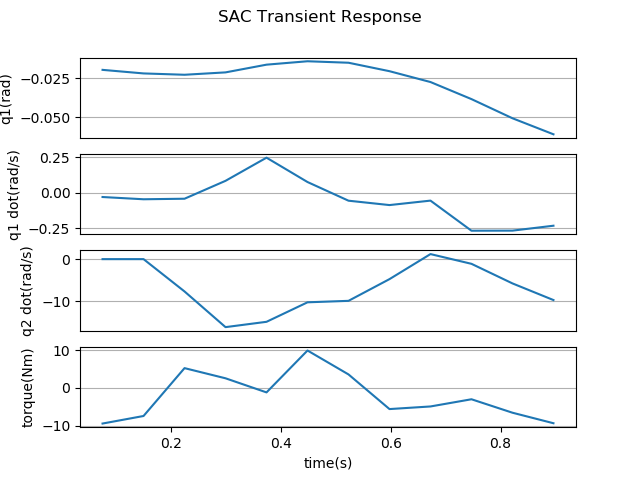 SAC Transient Response
q1(rad)
−0.025
−0.050
q1 dot(rad/s)
0.25
0.00
−0.25
q2 dot(rad/s)
0
−10
torque(Nm)
10
0
−10
0.2 0.4 0.6 0.8
time(s)